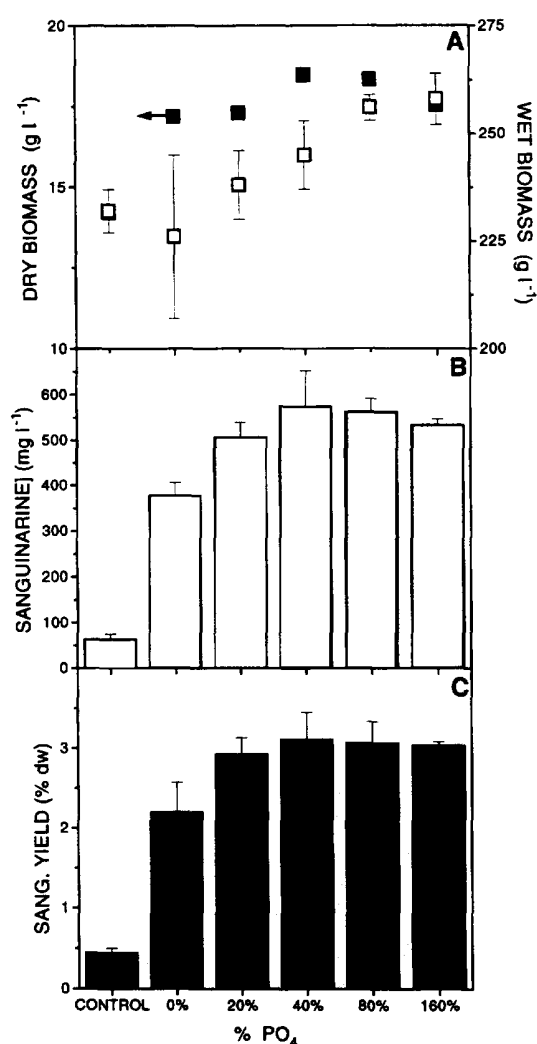 A
20
15
10
DRY BIOMASS (g l⁻¹)
275
250
225
200
WET BIOMASS (g l⁻¹)
B
600
500
400
300
200
100
0
SANGUINARINE] (mg l⁻¹)
C
3
2
1
0
SANG. YIELD (% dw)
CONTROL 0% 20% 40% 80% 160%
% PO₄